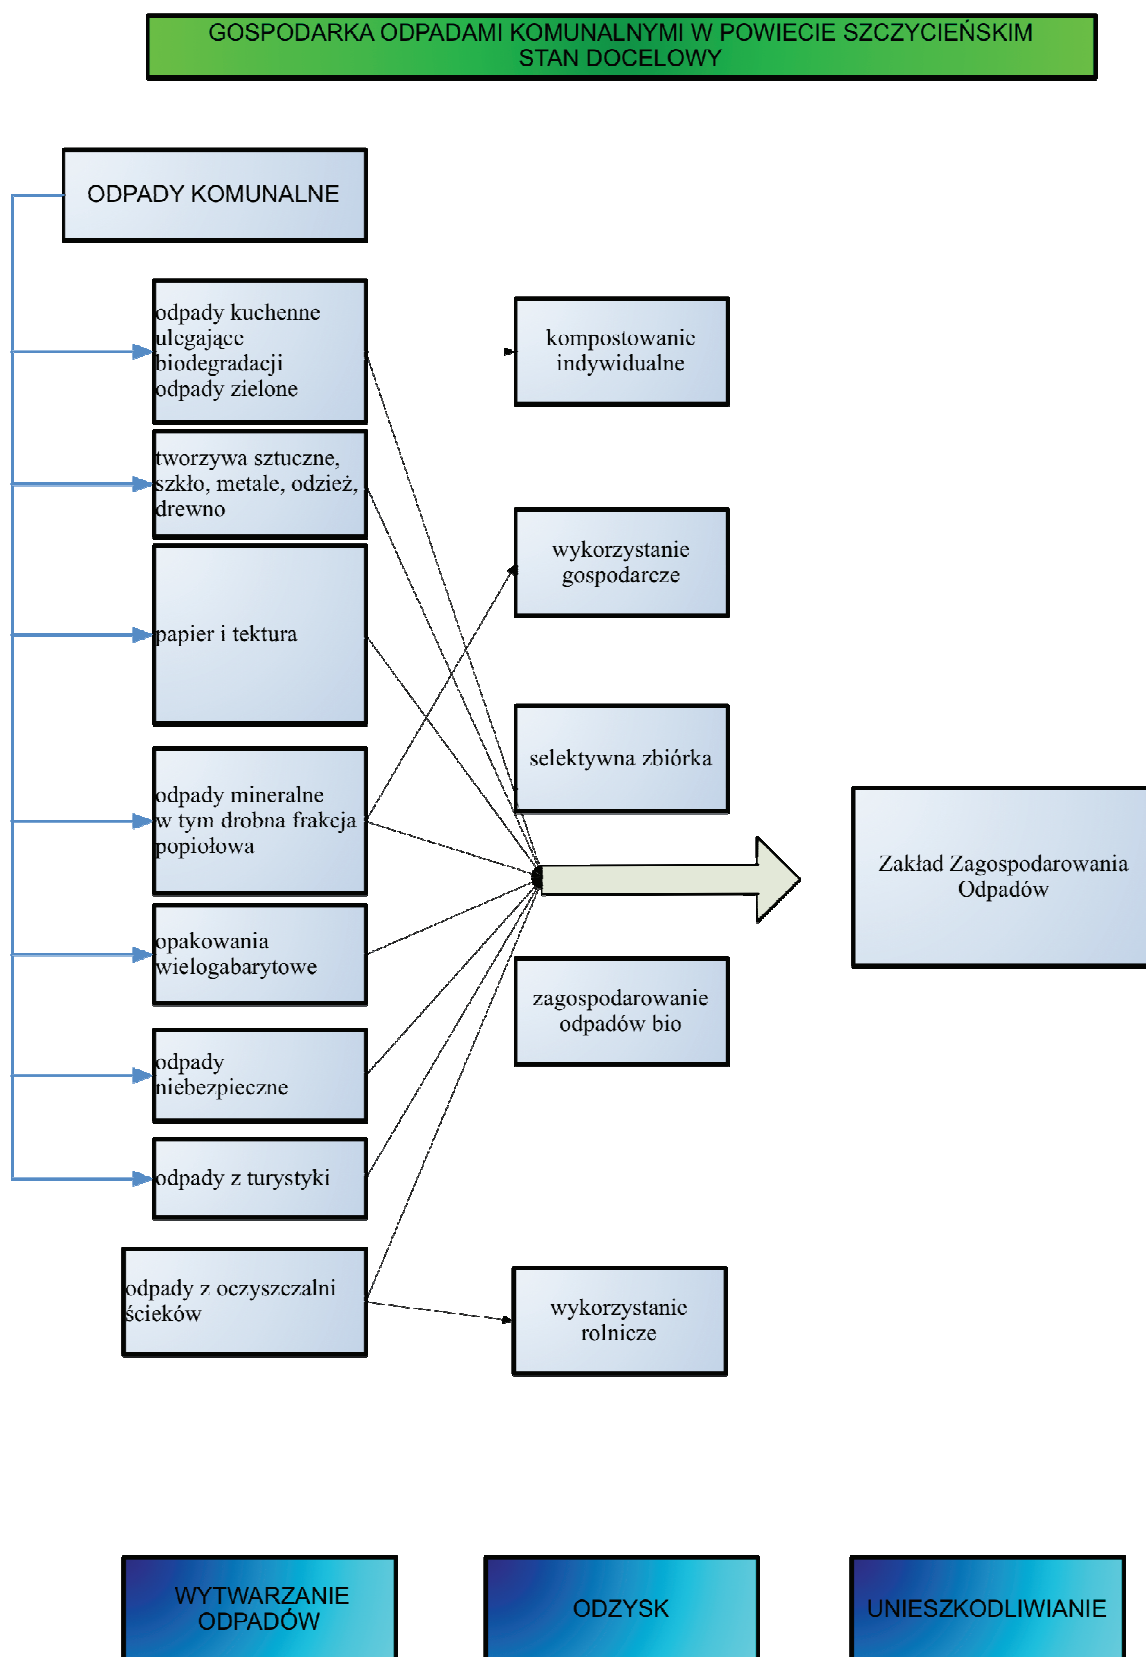 GOSPODARKA ODPADAMI KOMUNALNYMI W POWIECIE SZCZYCIEŃSKIM
STAN DOCELOWY
ODPADY KOMUNALNE
odpady kuchenne
ulegające
biodegradacji
odpady zielone
kompostowanie
indywidualne
tworzywa sztuczne,
szkło, metale, odzież,
drewno
wykorzystanie
gospodarcze
papier i tektura
selektywna zbiórka
odpady mineralne
w tym drobna frakcja
popiołowa
Zakład Zagospodarowania
Odpadów
opakowania
wielogabarytowe
zagospodarowanie
odpadów bio
odpady
niebezpieczne
odpady z turystyki
odpady z oczyszczalni
ścieków
wykorzystanie
rolnicze
WYTWARZANIE
ODPADÓW
ODZYSK
UNIESZKODLIWIANIE